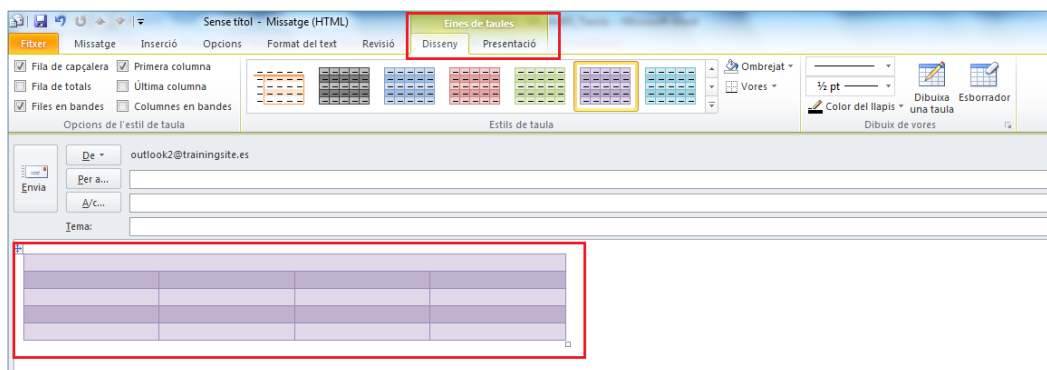 Sense títol - Missatge (HTML)
Eines de taules
Fitxer Missatge Inserció Opcions Format del text Revisió Disseny Presentació
Fila de capçalera Primera columna
Fila de totals Última columna
Files en bandes Columnes en bandes
Opcions de l'estil de taula
Estils de taula
Ombrejat
Vores
½ pt
Color del llapis
Dibuixa una taula
Esborrador
Dibuix de vores
Envia
De outlook2@trainingsite.es
Per a...
A/c...
Tema: